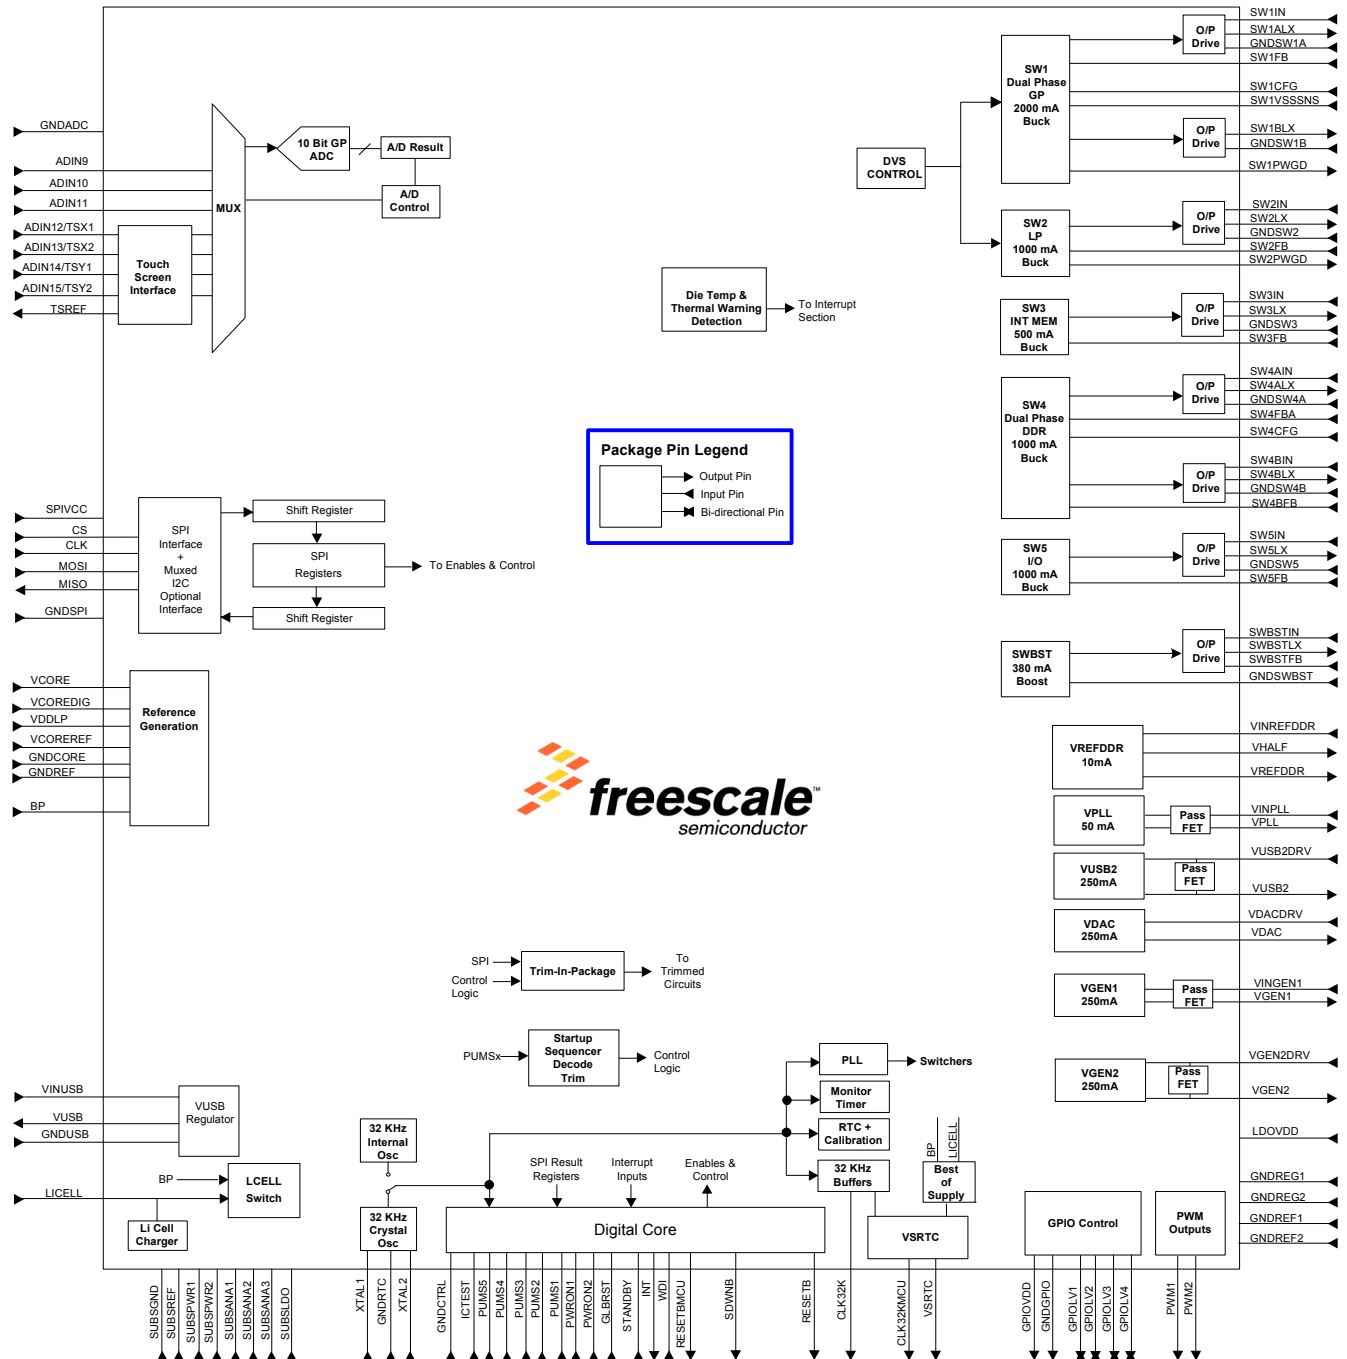 GNDADC
ADIN9
ADIN10
ADIN11
ADIN12/TSX1
ADIN13/TSX2
ADIN14/TSY1
ADIN15/TSY2
TSREF
Touch
Screen
Interface
MUX
10 Bit GP
ADC
A/D Result
A/D
Control
DVS
CONTROL
SW1
Dual Phase
GP
2000 mA
Buck
O/P
Drive
SW1IN
SW1ALX
GNDSW1A
SW1FB
SW1CFG
SW1VSSSNS
O/P
Drive
SW1BLX
GNDSW1B
SW1PWGD
SW2
LP
1000 mA
Buck
O/P
Drive
SW2IN
SW2LX
GNDSW2
SW2FB
SW2PWGD
Die Temp &
Thermal Warning
Detection
To Interrupt
Section
SW3
INT MEM
500 mA
Buck
O/P
Drive
SW3IN
SW3LX
GNDSW3
SW3FB
SW4
Dual Phase
DDR
1000 mA
Buck
O/P
Drive
SW4AIN
SW4ALX
GNDSW4A
SW4FBA
SW4CFG
O/P
Drive
SW4BIN
SW4BLX
GNDSW4B
SW4BFB
Package Pin Legend
Output Pin
Input Pin
Bi-directional Pin
SPIVCC
CS
CLK
MOSI
MISO
GNDSPI
SPI
Interface
+
Muxed
I2C
Optional
Interface
Shift Register
SPI
Registers
Shift Register
To Enables & Control
SW5
I/O
1000 mA
Buck
O/P
Drive
SW5IN
SW5LX
GNDSW5
SW5FB
SWBST
380 mA
Boost
O/P
Drive
SWBSTIN
SWBSTLX
SWBSTFB
GNDSWBST
VCORE
VCOREDIG
VDDLP
VCOREREF
GNDCORE
GNDREF
BP
Reference
Generation
freescale™
semiconductor
VREFDDR
10mA
VINREFDDR
VHALF
VREFDDR
VPLL
50 mA
Pass
FET
VINPLL
VPLL
VUSB2
250mA
Pass
FET
VUSB2DRV
VUSB2
VDAC
250mA
VDACDRV
VDAC
VGEN1
250mA
Pass
FET
VINGEN1
VGEN1
VGEN2
250mA
Pass
FET
VGEN2DRV
VGEN2
LDOVDD
GNDREG1
GNDREG2
GNDREF1
GNDREF2
SPI
Control
Logic
Trim-In-Package
To
Trimmed
Circuits
PUMSx
Startup
Sequencer
Decode
Trim
Control
Logic
PLL
Switchers
Monitor
Timer
RTC +
Calibration
32 KHz
Buffers
BP
LICELL
Best
of
Supply
VSRTC
VINUSB
VUSB
GNDUSB
VUSB
Regulator
LICELL
BP
LCELL
Switch
Li Cell
Charger
32 KHz
Internal
Osc
32 KHz
Crystal
Osc
SPI Result
Registers
Interrupt
Inputs
Enables &
Control
Digital Core
GPIO Control
PWM
Outputs
SUBSGND
SUBSREF
SUBSPWR1
SUBSPWR2
SUBSANA1
SUBSANA2
SUBSANA3
SUBSLDO
XTAL1
GNDRTC
XTAL2
GNDCTRL
ICTEST
PUMS5
PUMS4
PUMS3
PUMS2
PUMS1
PWRON1
PWRON2
GLBRST
STANDBY
INT
WDI
RESETBMCU
SDWNB
RESETB
CLK32K
CLK32KMCU
VSRTC
GPIOVDD
GNDGPIO
GPIOLV1
GPIOLV2
GPIOLV3
GPIOLV4
PWM1
PWM2